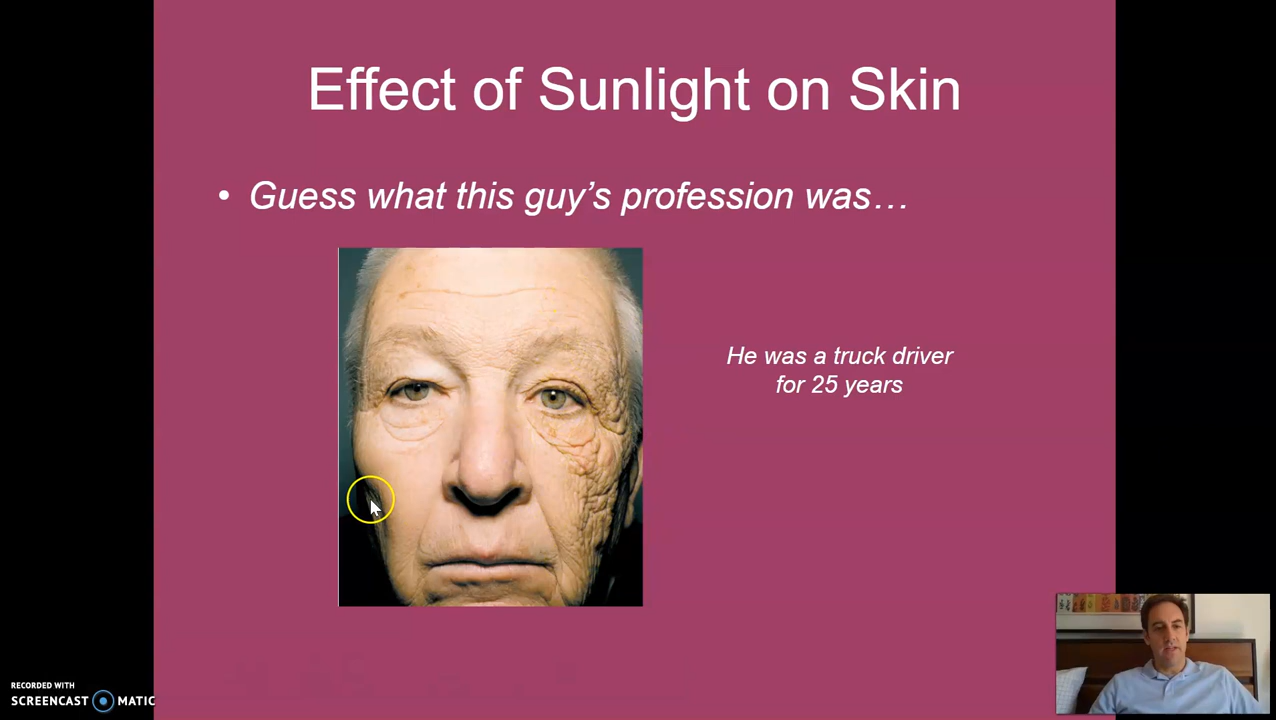 Effect of Sunlight on Skin
• Guess what this guy's profession was…
He was a truck driver
for 25 years
RECORDED WITH
SCREENCAST MATIC